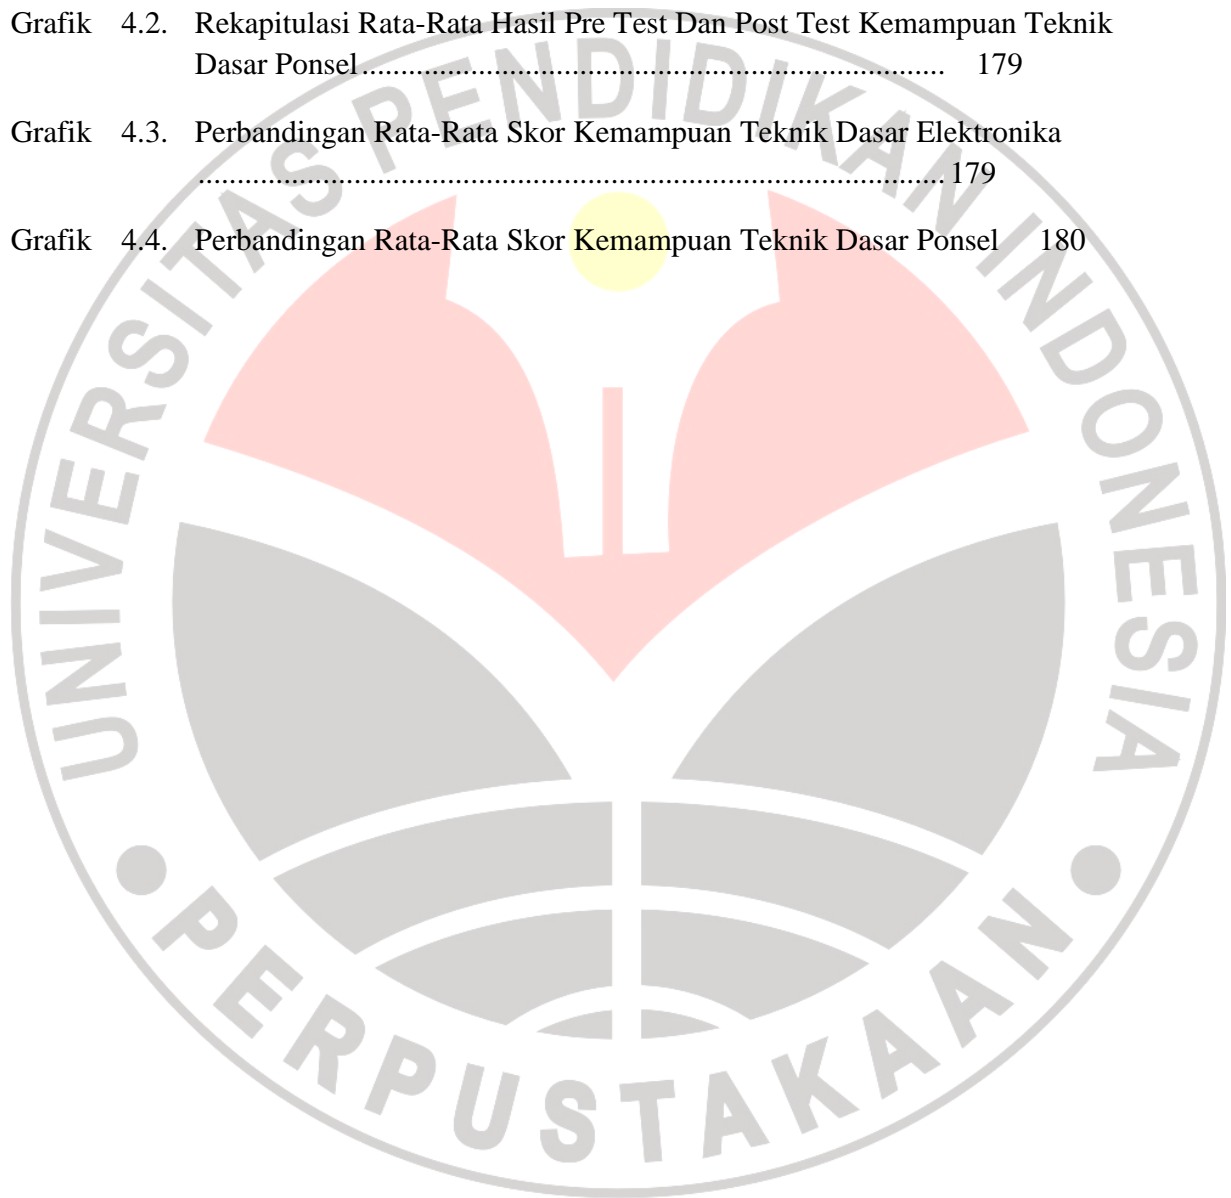 Grafik 4.2. Rekapitulasi Rata-Rata Hasil Pre Test Dan Post Test Kemampuan Teknik
Dasar Ponsel........................................................................... 179
Grafik 4.3. Perbandingan Rata-Rata Skor Kemampuan Teknik Dasar Elektronika
................................................................................................ 179
Grafik 4.4. Perbandingan Rata-Rata Skor Kemampuan Teknik Dasar Ponsel 180
UNIVERSITAS PENDIDIKAN INDONESIA
PERPUSTAKAAN